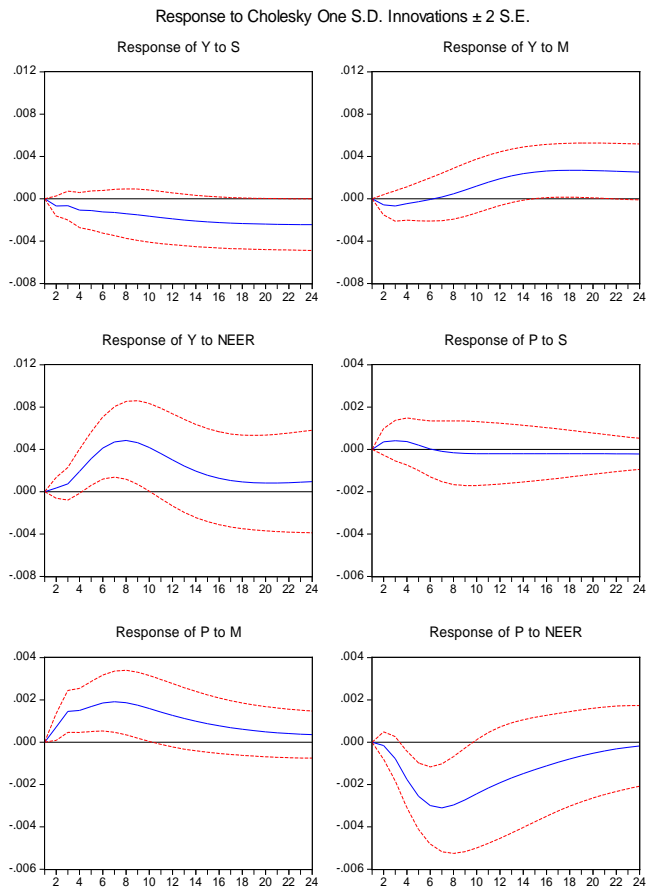 Response to Cholesky One S.D. Innovations ± 2 S.E.
Response of Y to S
.012
.008
.004
.000
-.004
-.008
2 4 6 8 10 12 14 16 18 20 22 24
Response of Y to M
.012
.008
.004
.000
-.004
-.008
2 4 6 8 10 12 14 16 18 20 22 24
Response of Y to NEER
.012
.008
.004
.000
-.004
-.008
2 4 6 8 10 12 14 16 18 20 22 24
Response of P to S
.004
.002
.000
-.002
-.004
-.006
2 4 6 8 10 12 14 16 18 20 22 24
Response of P to M
.004
.002
.000
-.002
-.004
-.006
2 4 6 8 10 12 14 16 18 20 22 24
Response of P to NEER
.004
.002
.000
-.002
-.004
-.006
2 4 6 8 10 12 14 16 18 20 22 24